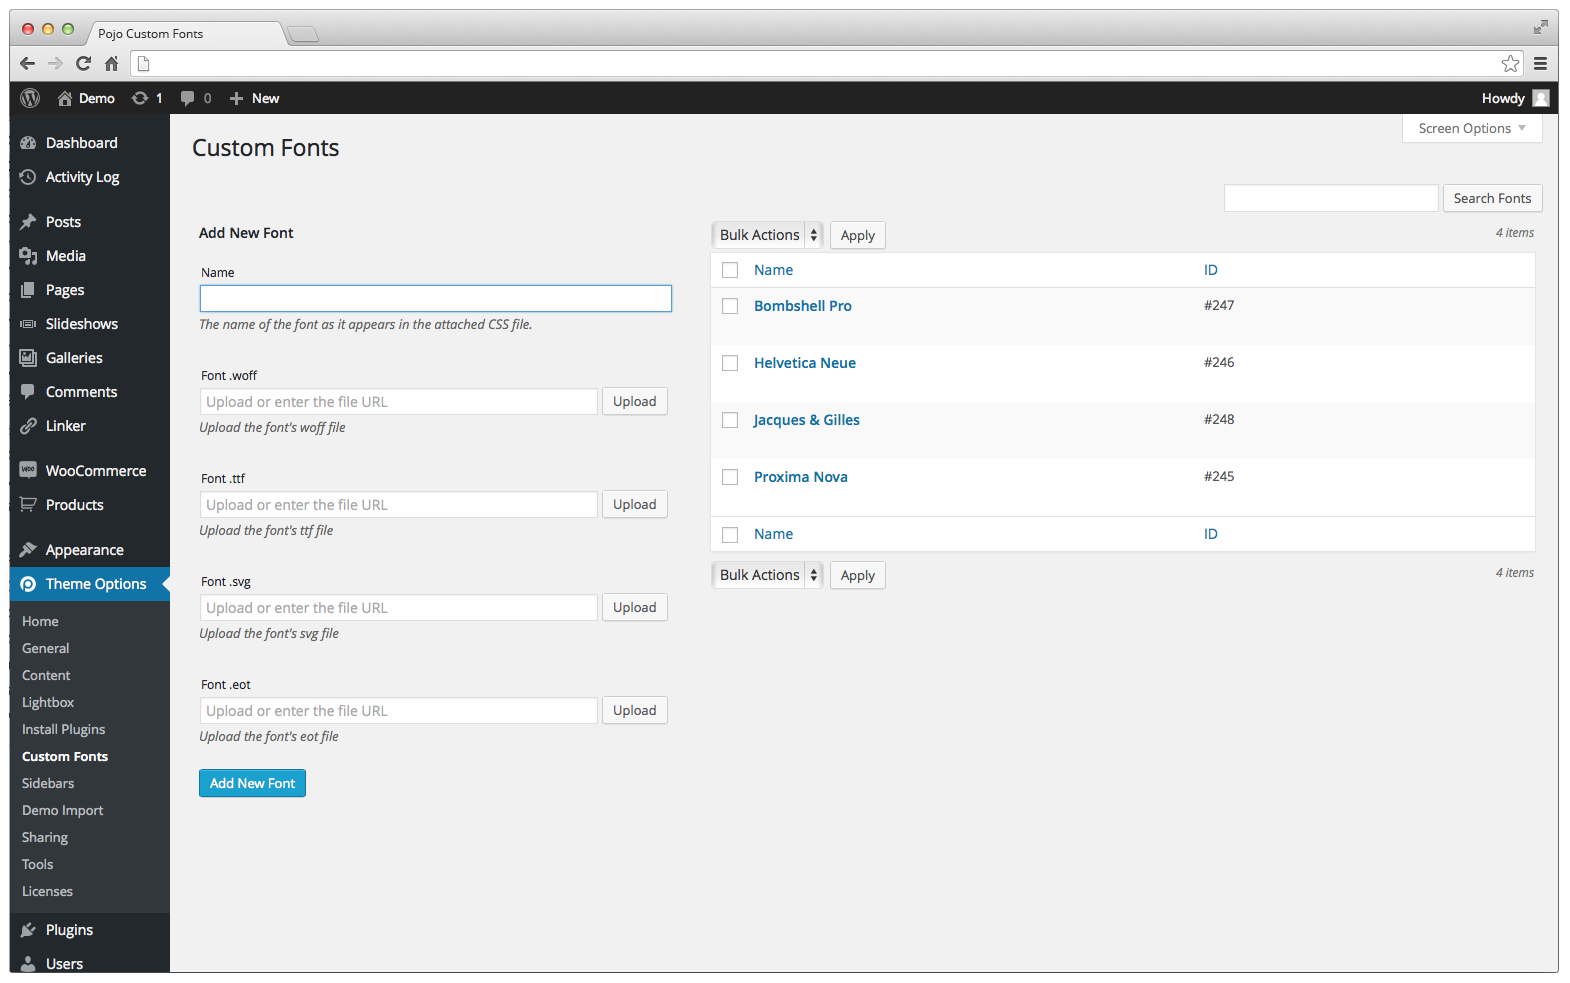 Pojo Custom Fonts
Demo 1 0 New Howdy
Screen Options
Dashboard
Activity Log
Posts
Media
Pages
Slideshows
Galleries
Comments
Linker
WooCommerce
Products
Appearance
Theme Options
Home
General
Content
Lightbox
Install Plugins
Custom Fonts
Sidebars
Demo Import
Sharing
Tools
Licenses
Plugins
Users
Custom Fonts
Search Fonts
Add New Font
Name
The name of the font as it appears in the attached CSS file.
Font .woff
Upload or enter the file URL Upload
Upload the font's woff file
Font .ttf
Upload or enter the file URL Upload
Upload the font's ttf file
Font .svg
Upload or enter the file URL Upload
Upload the font's svg file
Font .eot
Upload or enter the file URL Upload
Upload the font's eot file
Add New Font
Bulk Actions Apply 4 items
Name ID
Bombshell Pro #247
Helvetica Neue #246
Jacques & Gilles #248
Proxima Nova #245
Name ID
Bulk Actions Apply 4 items